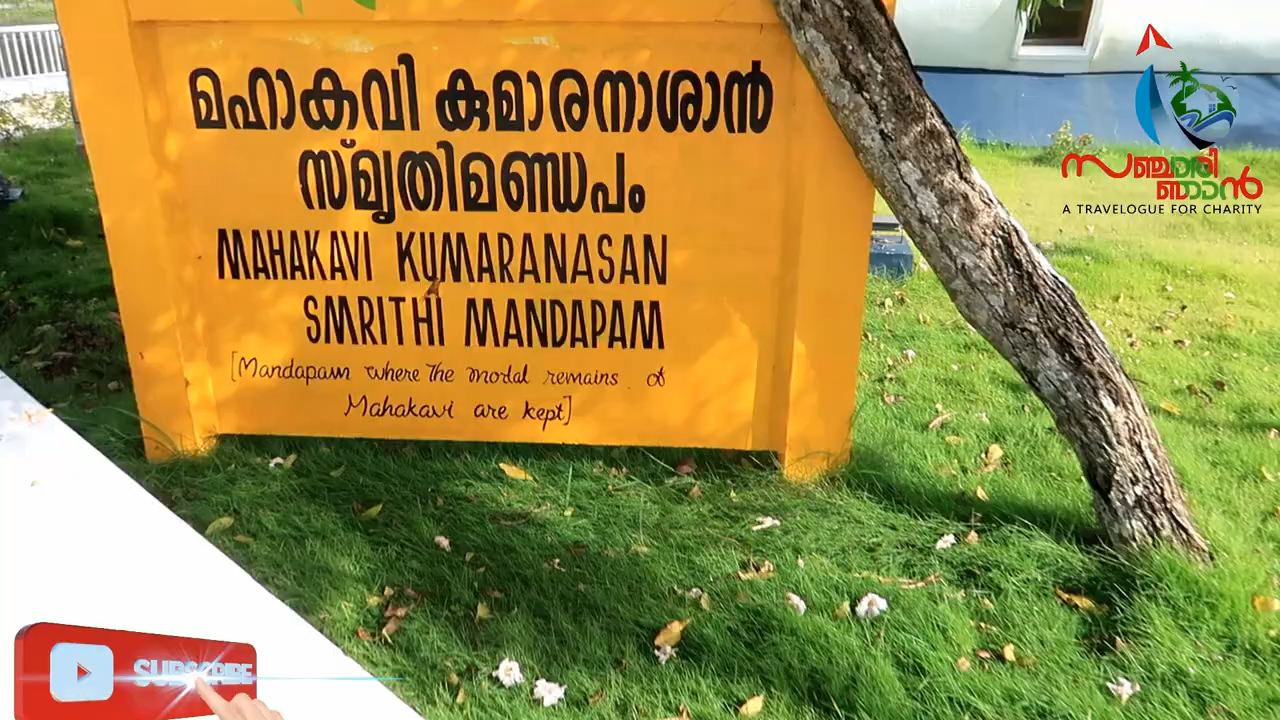 മഹാകവി കുമാരനാശാൻ
സ്മൃതിമണ്ഡപം
MAHAKAVI KUMARANASAN
SMRITHI MANDAPAM
[Mandapam where The mortal remains of
Mahakavi are kept]
സഞ്ചാരി
ഞാൻ
A TRAVELOGUE FOR CHARITY
SUBSCRIBE